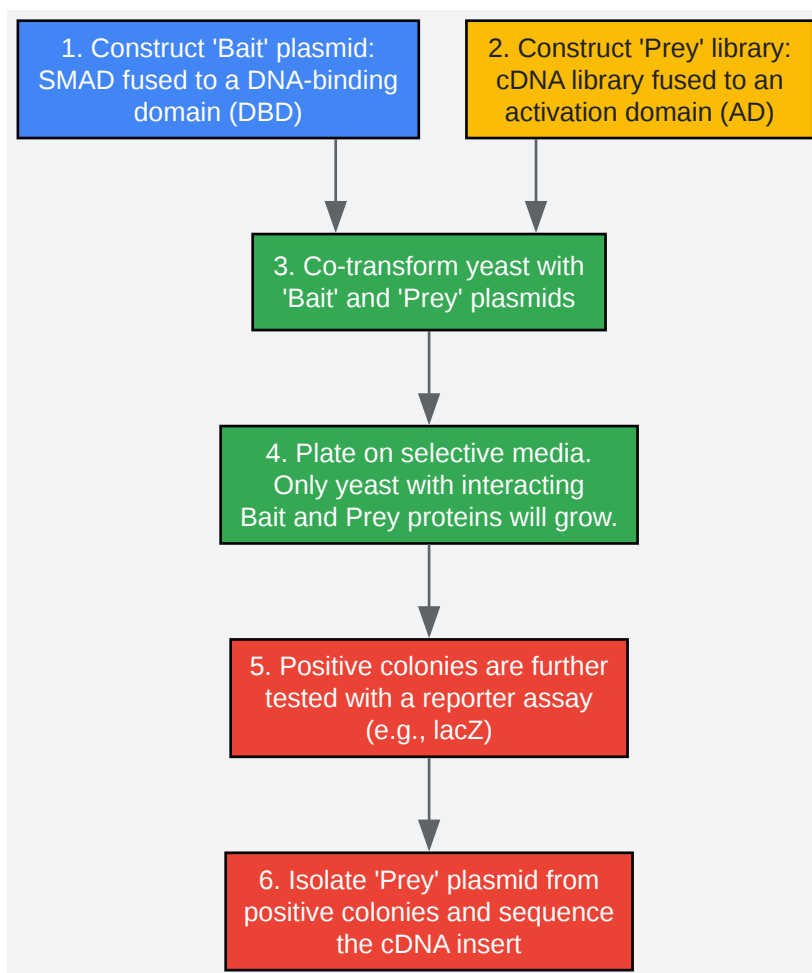 1. Construct 'Bait' plasmid:
SMAD fused to a DNA-binding
domain (DBD)
2. Construct 'Prey' library:
cDNA library fused to an
activation domain (AD)
3. Co-transform yeast with
'Bait' and 'Prey' plasmids
4. Plate on selective media.
Only yeast with interacting
Bait and Prey proteins will grow.
5. Positive colonies are further
tested with a reporter assay
(e.g., lacZ)
6. Isolate 'Prey' plasmid from
positive colonies and sequence
the cDNA insert